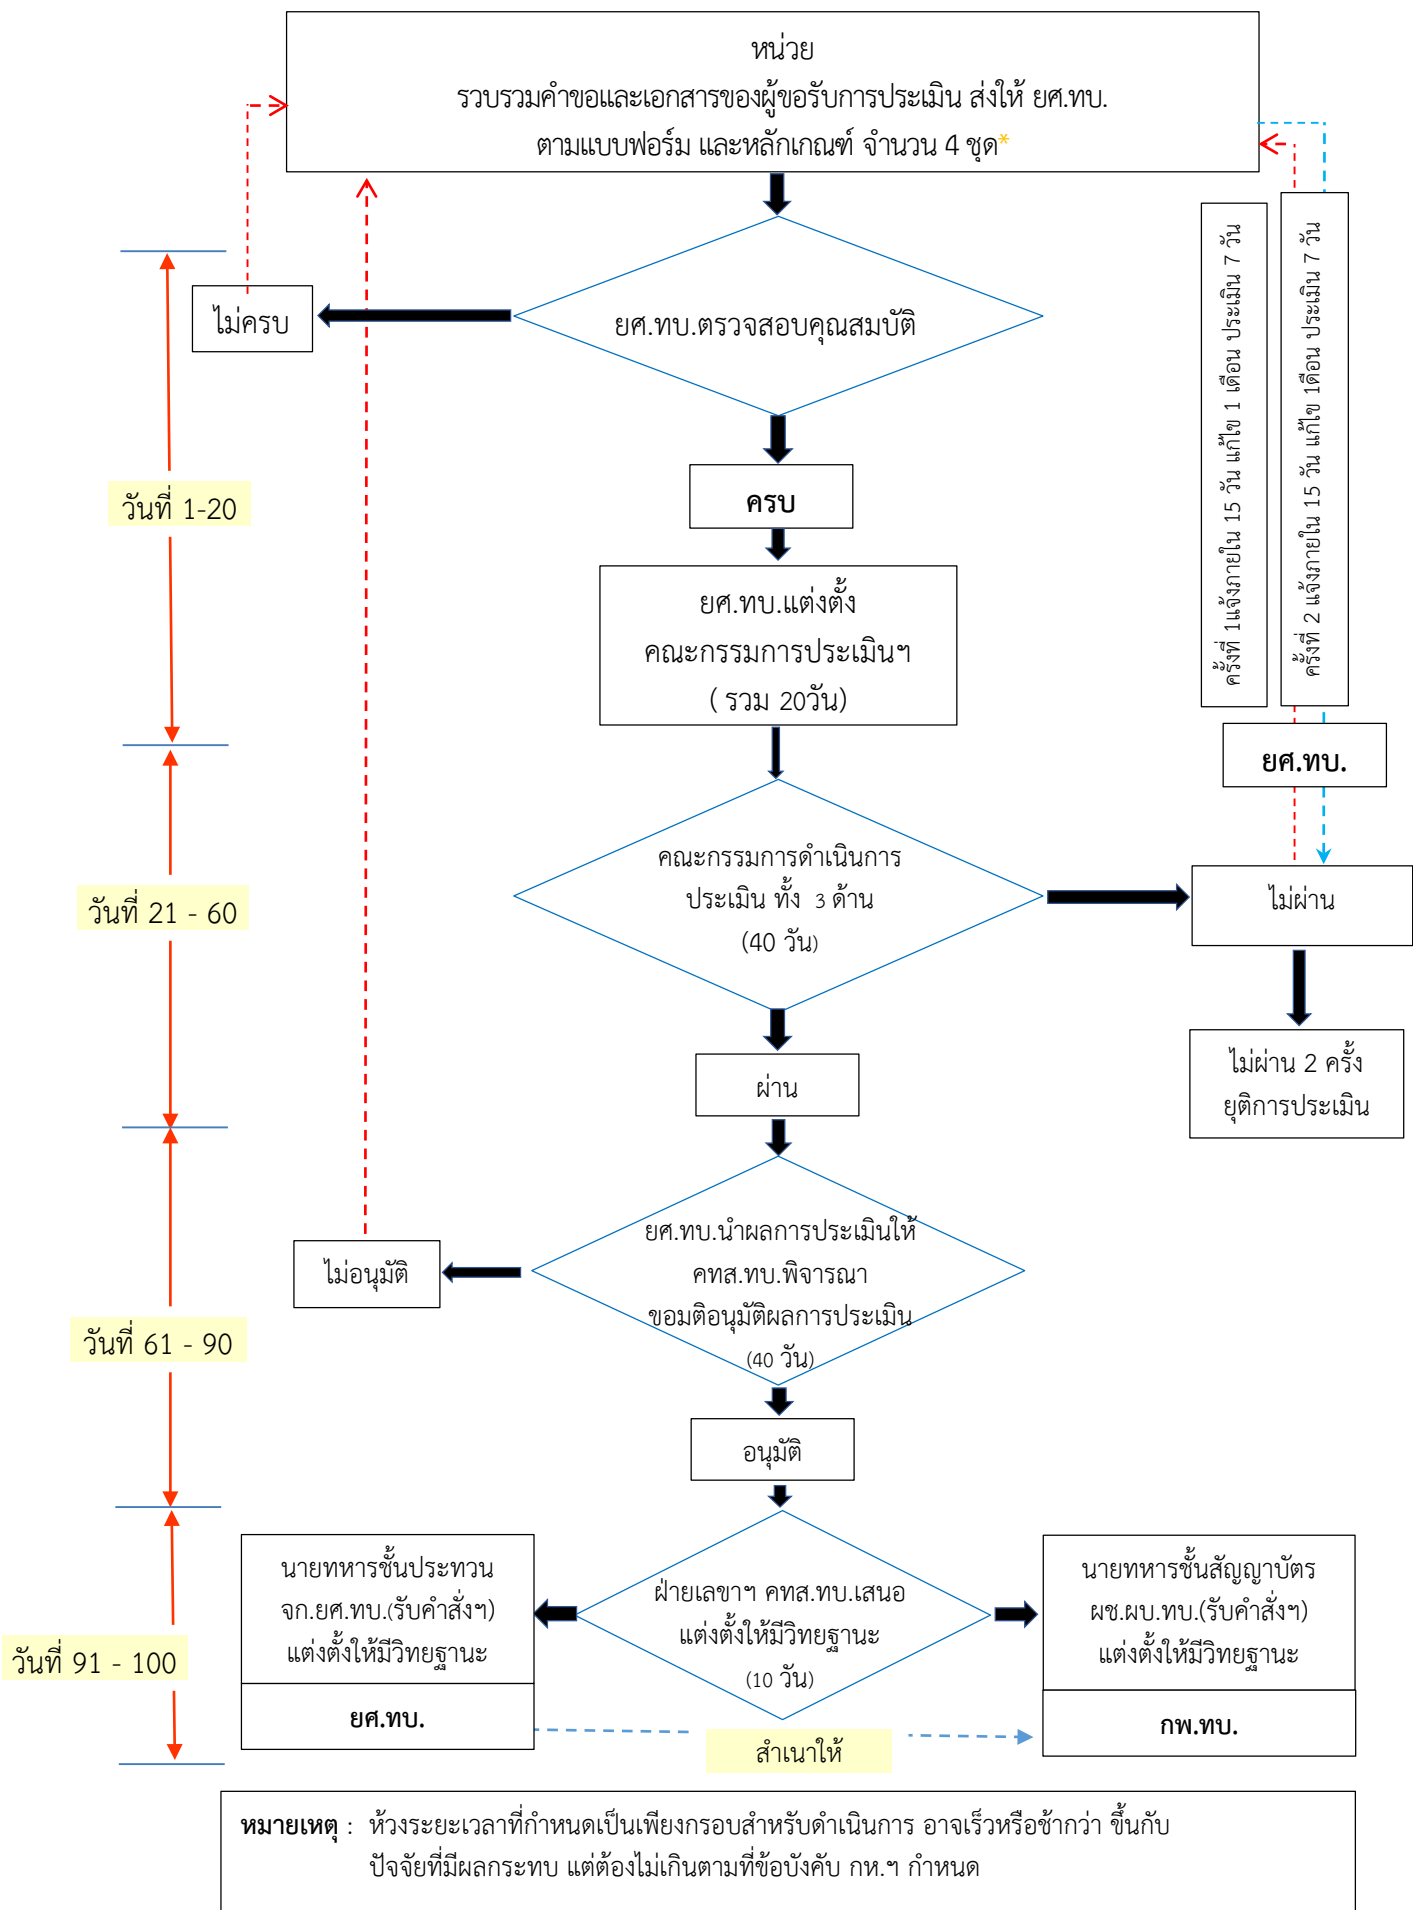 หน่วย
รวบรวมคำขอและเอกสารของผู้ขอรับการประเมิน ส่งให้ ยศ.ทบ.
ตามแบบฟอร์ม และหลักเกณฑ์ จำนวน 4 ชุด*
ไม่ครบ
ยศ.ทบ.ตรวจสอบคุณสมบัติ
ครั้งที่ 1แจ้งภายใน 15 วัน แก้ไข 1 เดือน ประเมิน 7 วัน
ครั้งที่ 2 แจ้งภายใน 15 วัน แก้ไข 1ดือน ประเมิน 7 วัน
วันที่ 1-20
ครบ
ยศ.ทบ.แต่งตั้ง
คณะกรรมการประเมินฯ
( รวม 20วัน)
ยศ.ทบ.
วันที่ 21 - 60
คณะกรรมการดำเนินการ
ประเมิน ทั้ง 3 ด้าน
(40 วัน)
ไม่ผ่าน
ผ่าน
ไม่ผ่าน 2 ครั้ง
ยุติการประเมิน
ยศ.ทบ.นำผลการประเมินให้
คทส.ทบ.พิจารณา
ขอมติอนุมัติผลการประเมิน
(40 วัน)
ไม่อนุมัติ
วันที่ 61 - 90
อนุมัติ
นายทหารชั้นประทวน
จก.ยศ.ทบ.(รับคำสั่งฯ)
แต่งตั้งให้มีวิทยฐานะ
ยศ.ทบ.
ฝ่ายเลขาฯ คทส.ทบ.เสนอ
แต่งตั้งให้มีวิทยฐานะ
(10 วัน)
นายทหารชั้นสัญญาบัตร
ผช.ผบ.ทบ.(รับคำสั่งฯ)
แต่งตั้งให้มีวิทยฐานะ
กพ.ทบ.
วันที่ 91 - 100
สำเนาให้
หมายเหตุ : ห้วงระยะเวลาที่กำหนดเป็นเพียงกรอบสำหรับดำเนินการ อาจเร็วหรือช้ากว่า ขึ้นกับ
ปัจจัยที่มีผลกระทบ แต่ต้องไม่เกินตามที่ข้อบังคับ กห.ฯ กำหนด